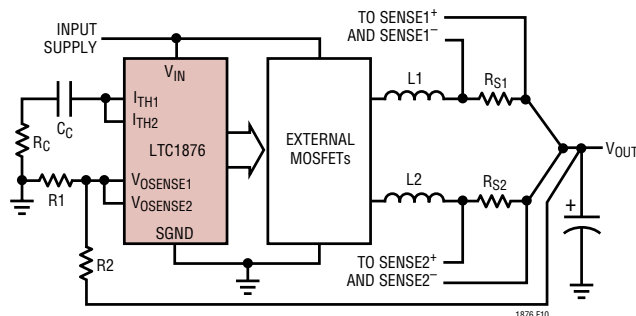 TO SENSE1+
AND SENSE1–
INPUT
SUPPLY
VIN
L1
RS1
ITH1
ITH2
CC
RC
LTC1876
EXTERNAL
MOSFETs
VOUT
VOSENSE1
VOSENSE2
R1
L2
RS2
+
SGND
R2
TO SENSE2+
AND SENSE2–
1876 F10